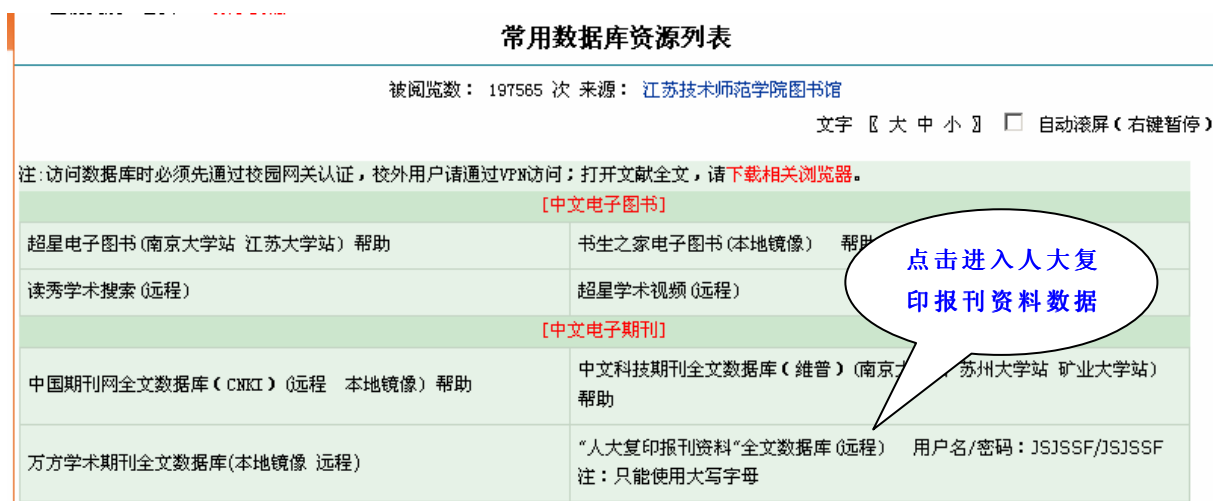 常用数据库资源列表
被阅览数： 197565 次 来源： 江苏技术师范学院图书馆
文字 〖 大 中 小 〗 自动滚屏(右键暂停)
注:访问数据库时必须先通过校园网关认证，校外用户请通过VPN访问；打开文献全文，请下载相关浏览器。
[中文电子图书]
超星电子图书(南京大学站 江苏大学站) 帮助
书生之家电子图书(本地镜像) 帮助
读秀学术搜索(远程)
超星学术视频(远程)
点击进入人大复
印报刊资料数据
[中文电子期刊]
中国期刊网全文数据库(CNKI)(远程 本地镜像) 帮助
中文科技期刊全文数据库(维普)(南京大 苏州大学站 矿业大学站)
帮助
万方学术期刊全文数据库(本地镜像 远程)
“人大复印报刊资料“全文数据库(远程) 用户名/密码：JSJSSF/JSJSSF
注：只能使用大写字母